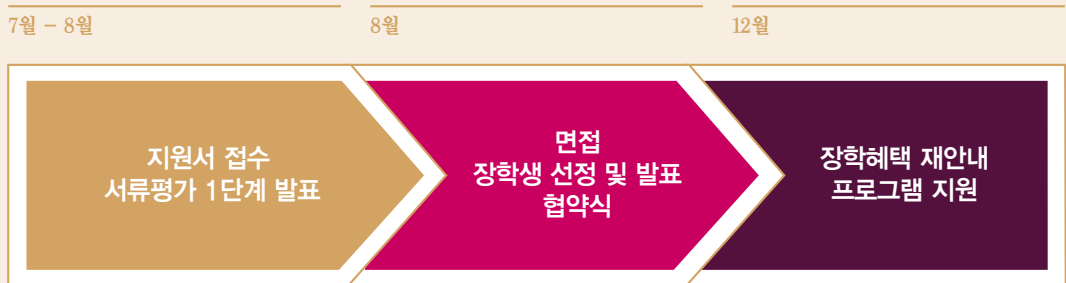 7월 – 8월
8월
12월
지원서 접수
서류평가 1단계 발표
면접
장학생 선정 및 발표
협약식
장학혜택 재안내
프로그램 지원